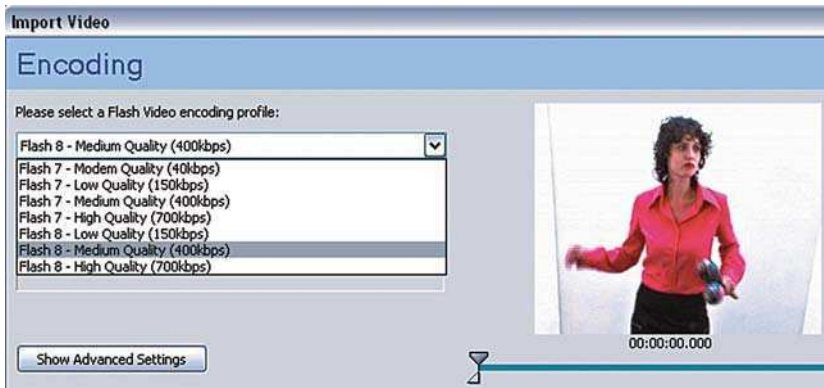 Import Video
Encoding
Please select a Flash Video encoding profile:
Flash 8 - Medium Quality (400kbps)
Flash 7 - Modem Quality (40kbps)
Flash 7 - Low Quality (150kbps)
Flash 7 - Medium Quality (400kbps)
Flash 7 - High Quality (700kbps)
Flash 8 - Low Quality (150kbps)
Flash 8 - Medium Quality (400kbps)
Flash 8 - High Quality (700kbps)
00:00:00.000
Show Advanced Settings